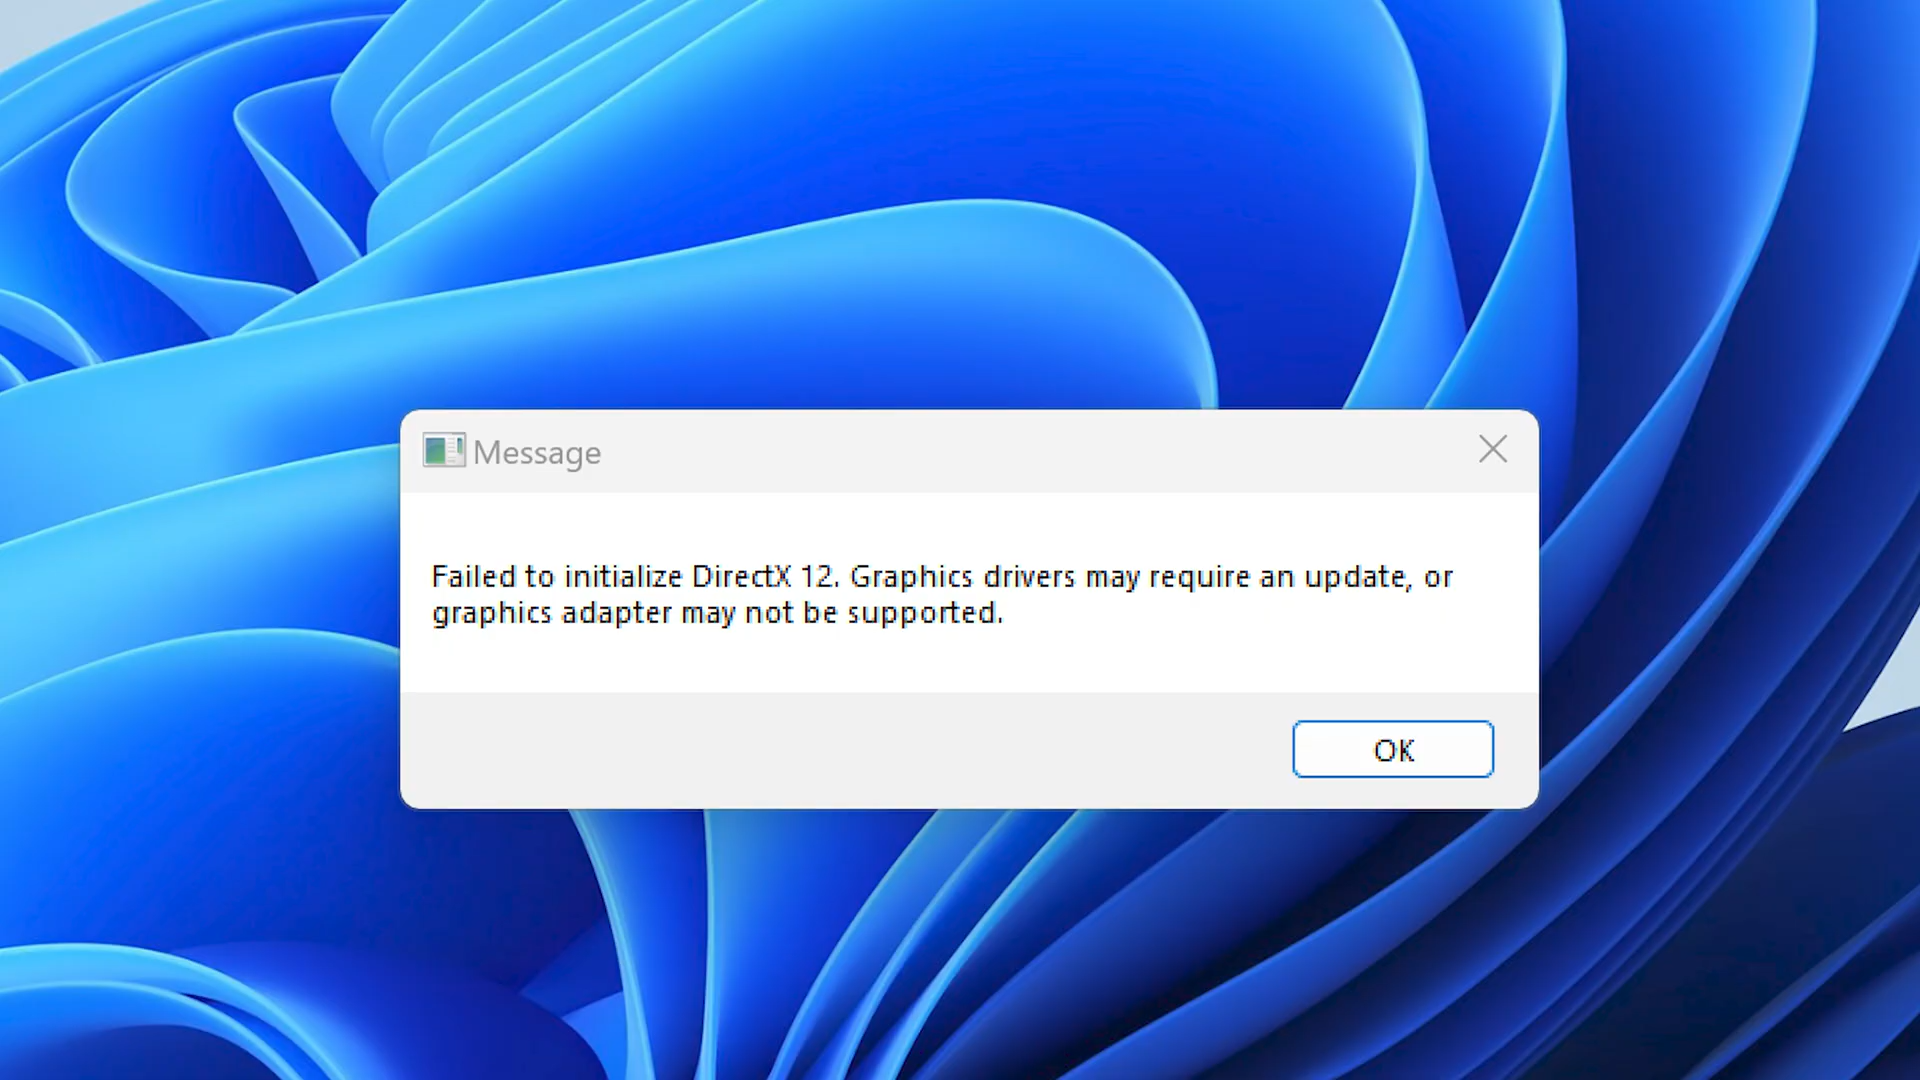 Message
Failed to initialize DirectX 12. Graphics drivers may require an update, or
graphics adapter may not be supported.
OK